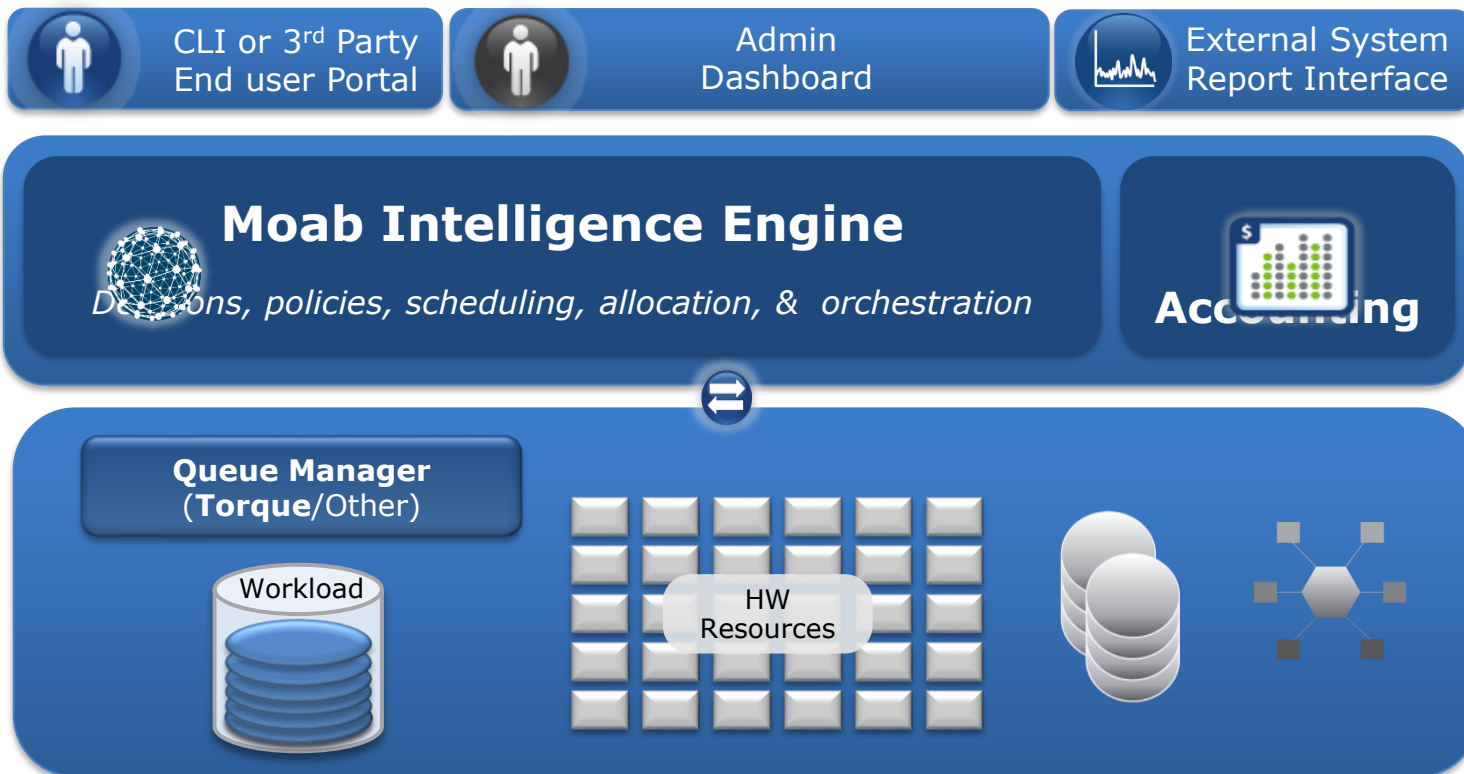 CLI or 3rd Party
End user Portal
Admin
Dashboard
External System
Report Interface
Moab Intelligence Engine
policies, scheduling, allocation, & orchestration
$
Queue Manager
(Torque/Other)
Workload
HW
Resources